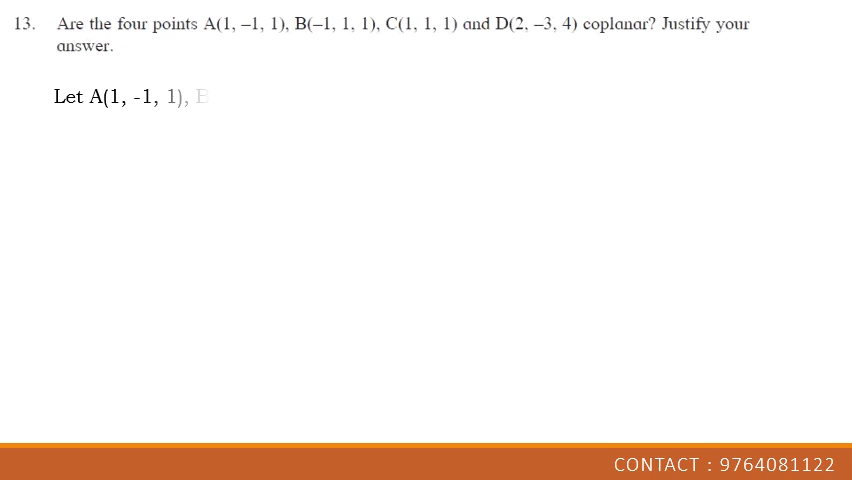 13. Are the four points A(1, –1, 1), B(–1, 1, 1), C(1, 1, 1) and D(2, –3, 4) coplanar? Justify your
answer.
Let A(1, -1, 1), B
CONTACT : 9764081122